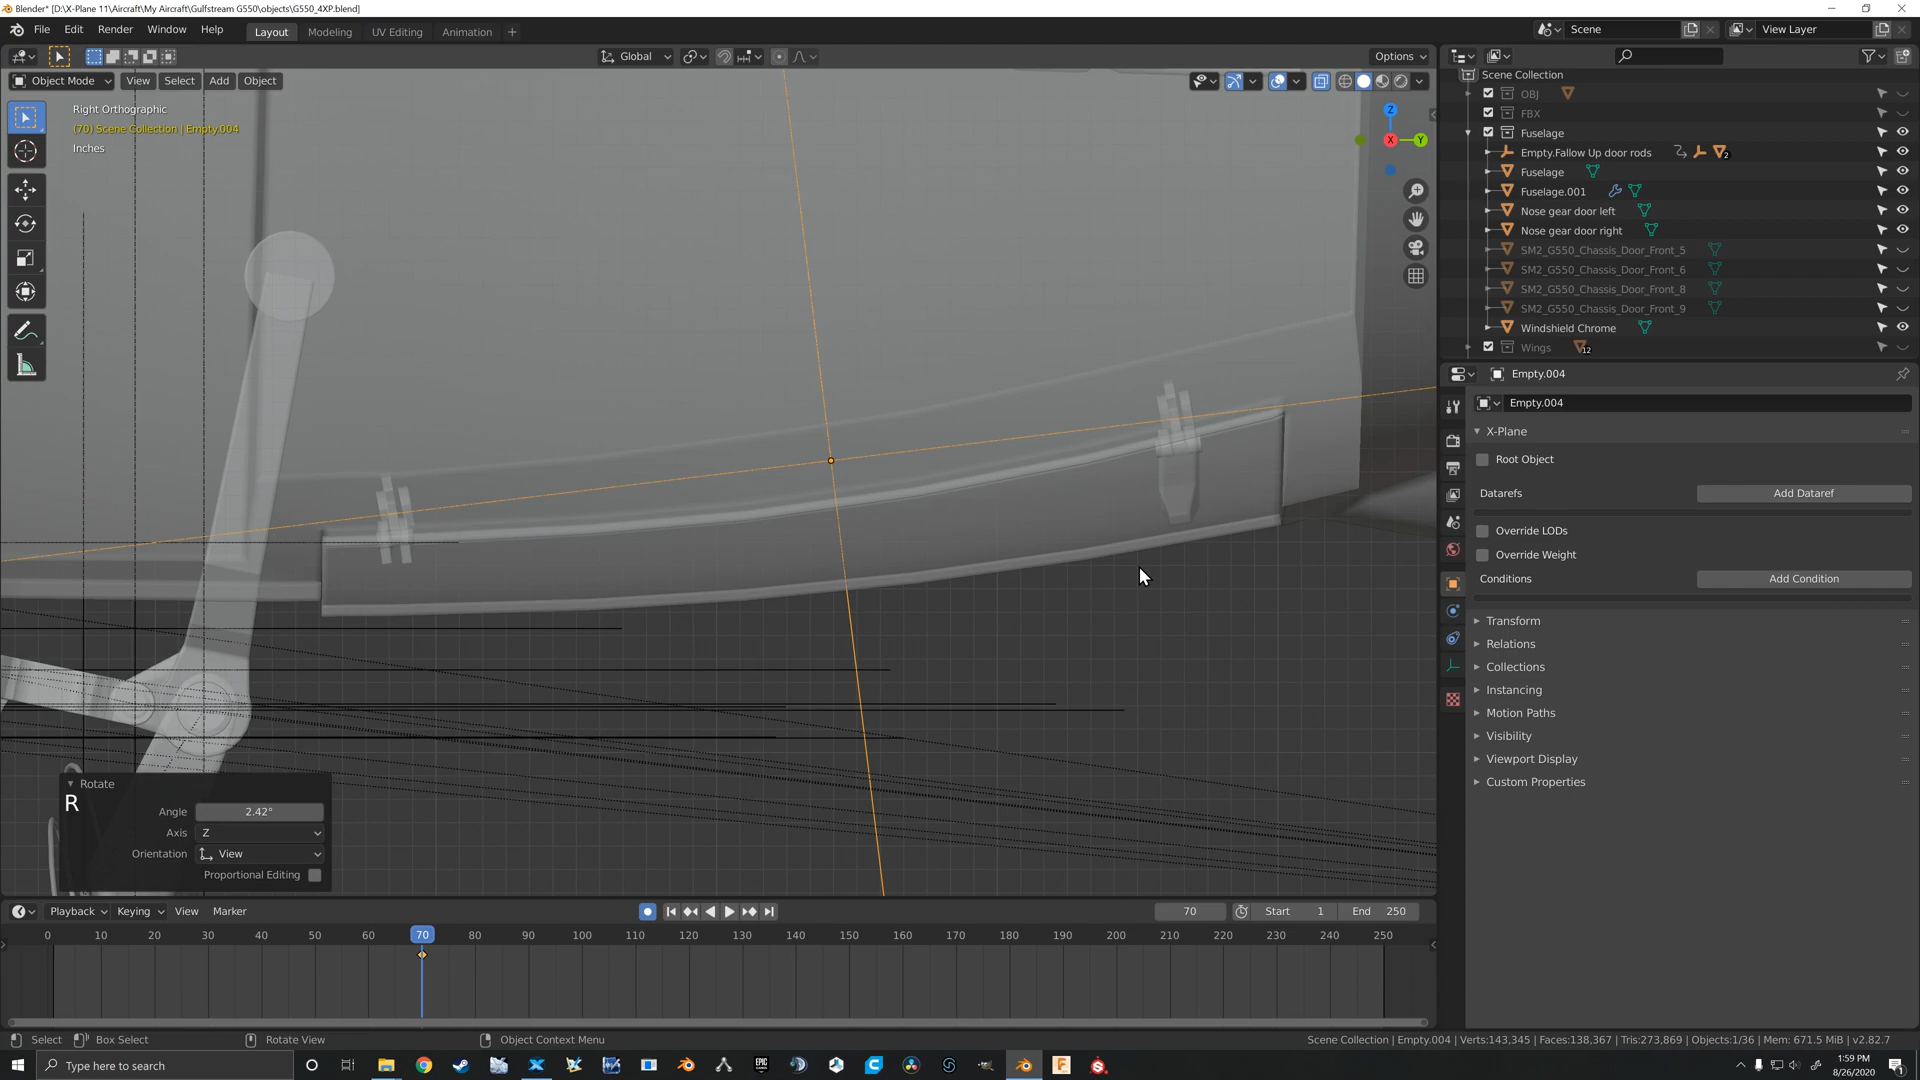 Blender* [D:\X-Plane 11\Aircraft\My Aircraft\Gulfstream G550\objects\G550_4XP.blend]
File Edit Render Window Help Layout Modeling UV Editing Animation + Scene View Layer
Global Options
Object Mode View Select Add Object
Right Orthographic
(70) Scene Collection | Empty.004
Inches
Z
X
Y
Scene Collection
OBJ
FBX
Fuselage
Empty.Fallow Up door rods 2
Fuselage
Fuselage.001
Nose gear door left
Nose gear door right
SM2_G550_Chassis_Door_Front_5
SM2_G550_Chassis_Door_Front_6
SM2_G550_Chassis_Door_Front_8
SM2_G550_Chassis_Door_Front_9
Windshield Chrome
Wings 12
Empty.004
Empty.004
X-Plane
Root Object
Datarefs Add Dataref
Override LODs
Override Weight
Conditions Add Condition
Transform
Relations
Collections
Instancing
Motion Paths
Visibility
Viewport Display
Custom Properties
Rotate
R
Angle 2.42°
Axis Z
Orientation View
Proportional Editing
Playback Keying View Marker 70 Start 1 End 250
0 10 20 30 40 50 60 70 80 90 100 110 120 130 140 150 160 170 180 190 200 210 220 230 240 250
Select Box Select Rotate View Object Context Menu Scene Collection | Empty.004 | Verts:143,345 | Faces:138,367 | Tris:273,869 | Objects:1/36 | Mem: 671.5 MiB | v2.82.7
Type here to search
EPIC GAMES
1:59 PM
8/26/2020
1